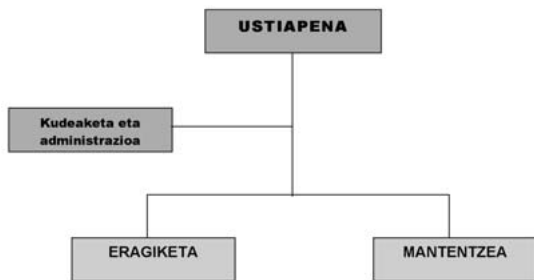 USTIAPENA
Kudeaketa eta
administrazioa
ERAGIKETA
MANTENTZEA